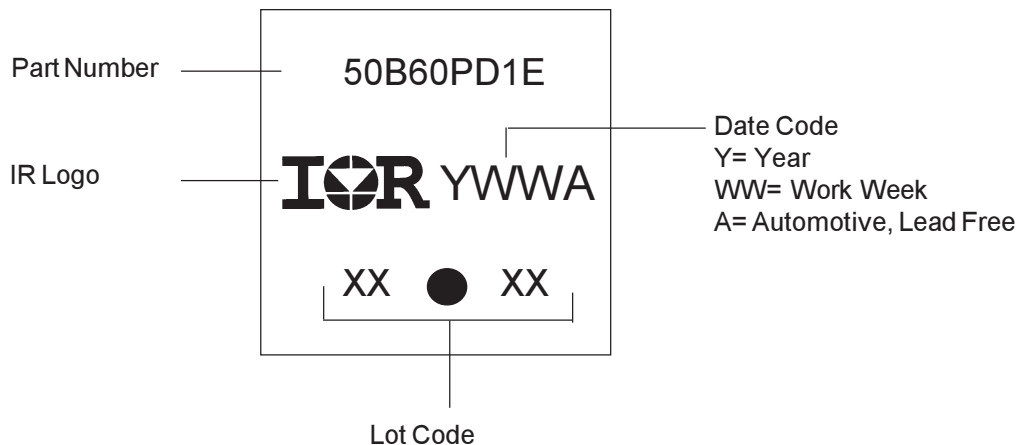 Part Number
50B60PD1E
IR Logo
IOR YWWA
Date Code
Y= Year
WW= Work Week
A= Automotive, Lead Free
XX XX
Lot Code